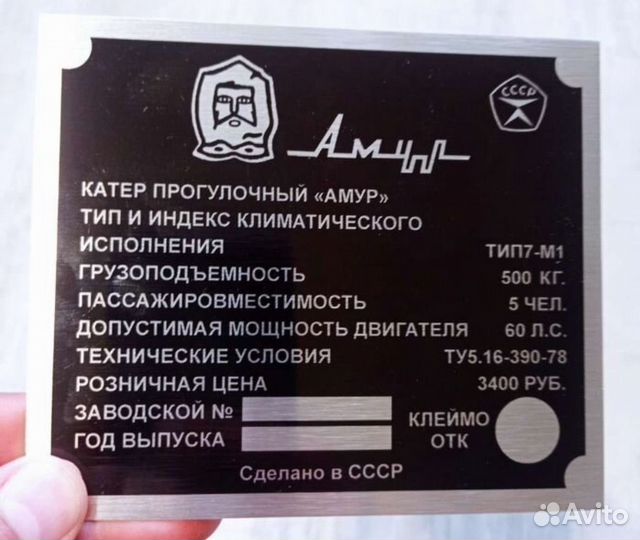 СССР
Амур
КАТЕР ПРОГУЛОЧНЫЙ «АМУР»
ТИП И ИНДЕКС КЛИМАТИЧЕСКОГО
ИСПОЛНЕНИЯ ТИП7-М1
ГРУЗОПОДЪЕМНОСТЬ 500 КГ.
ПАССАЖИРОВМЕСТИМОСТЬ 5 ЧЕЛ.
ДОПУСТИМАЯ МОЩНОСТЬ ДВИГАТЕЛЯ 60 Л.С.
ТЕХНИЧЕСКИЕ УСЛОВИЯ ТУ5.16-390-78
РОЗНИЧНАЯ ЦЕНА 3400 РУБ.
ЗАВОДСКОЙ №
ГОД ВЫПУСКА
КЛЕЙМО
ОТК
Сделано в СССР
Avito